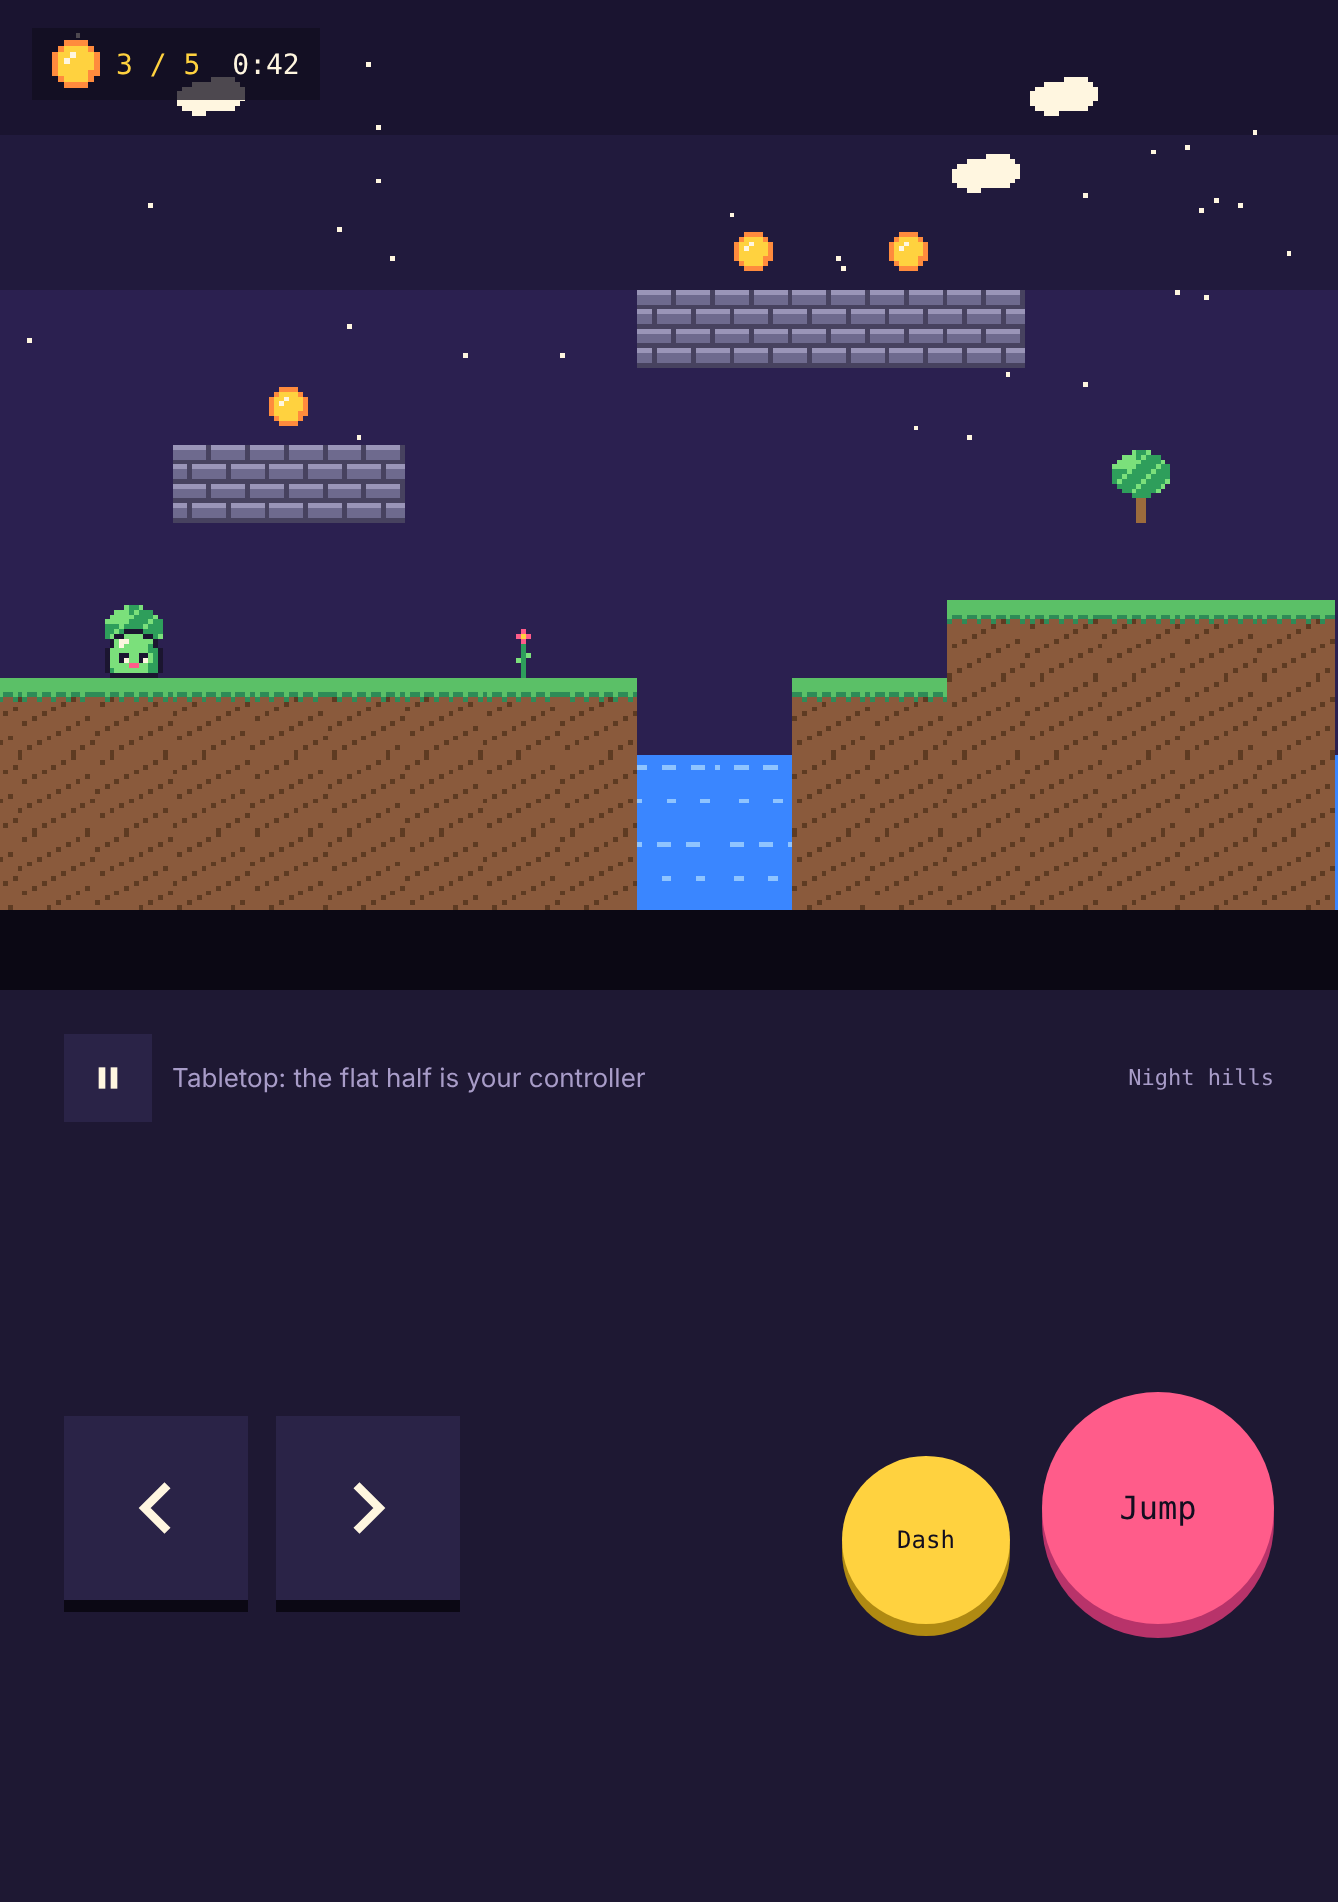 3 / 5 0:42
Tabletop: the flat half is your controller
Night hills
Dash
Jump